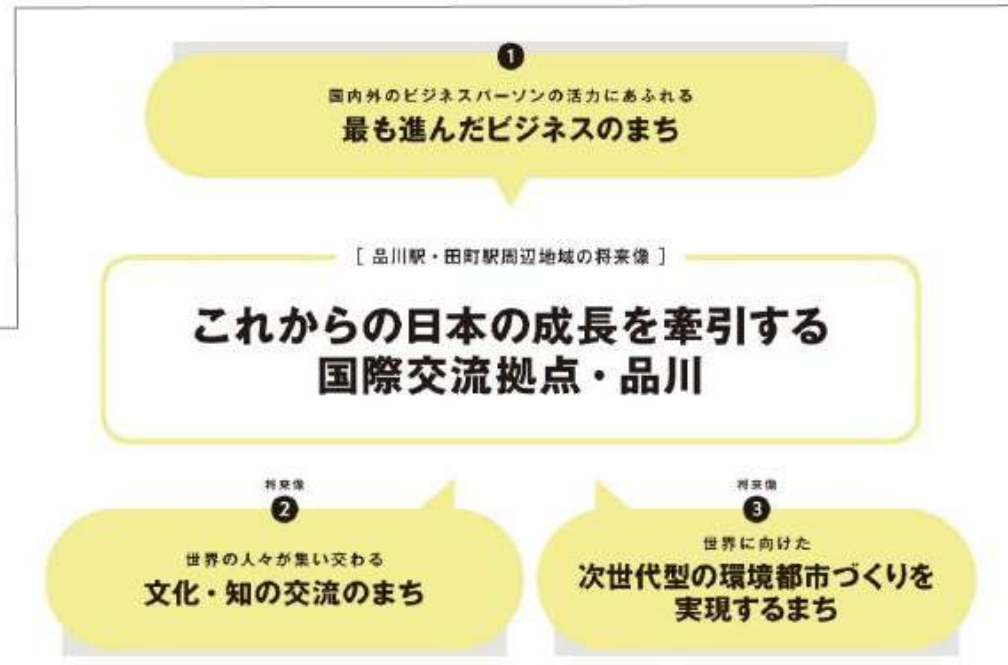 ❶
国内外のビジネスパーソンの活力にあふれる
最も進んだビジネスのまち
[ 品川駅・田町駅周辺地域の将来像 ]
これからの日本の成長を牽引する
国際交流拠点・品川
将来像
❷
世界の人々が集い交わる
文化・知の交流のまち
将来像
❸
世界に向けた
次世代型の環境都市づくりを
実現するまち